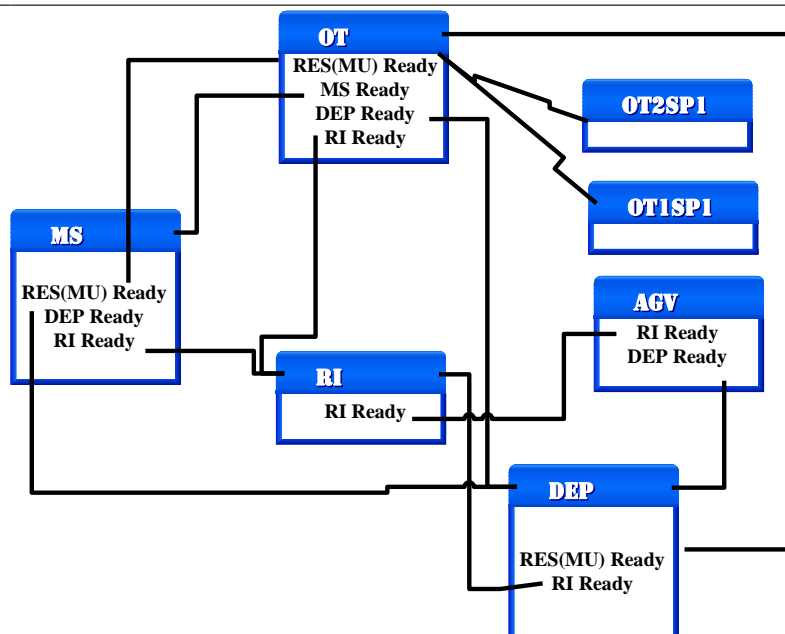 OT
RES(MU) Ready
MS Ready
DEP Ready
RI Ready
OT2SP1
OT1SP1
MS
RES(MU) Ready
DEP Ready
RI Ready
AGV
RI Ready
DEP Ready
RI
RI Ready
DEP
RES(MU) Ready
RI Ready